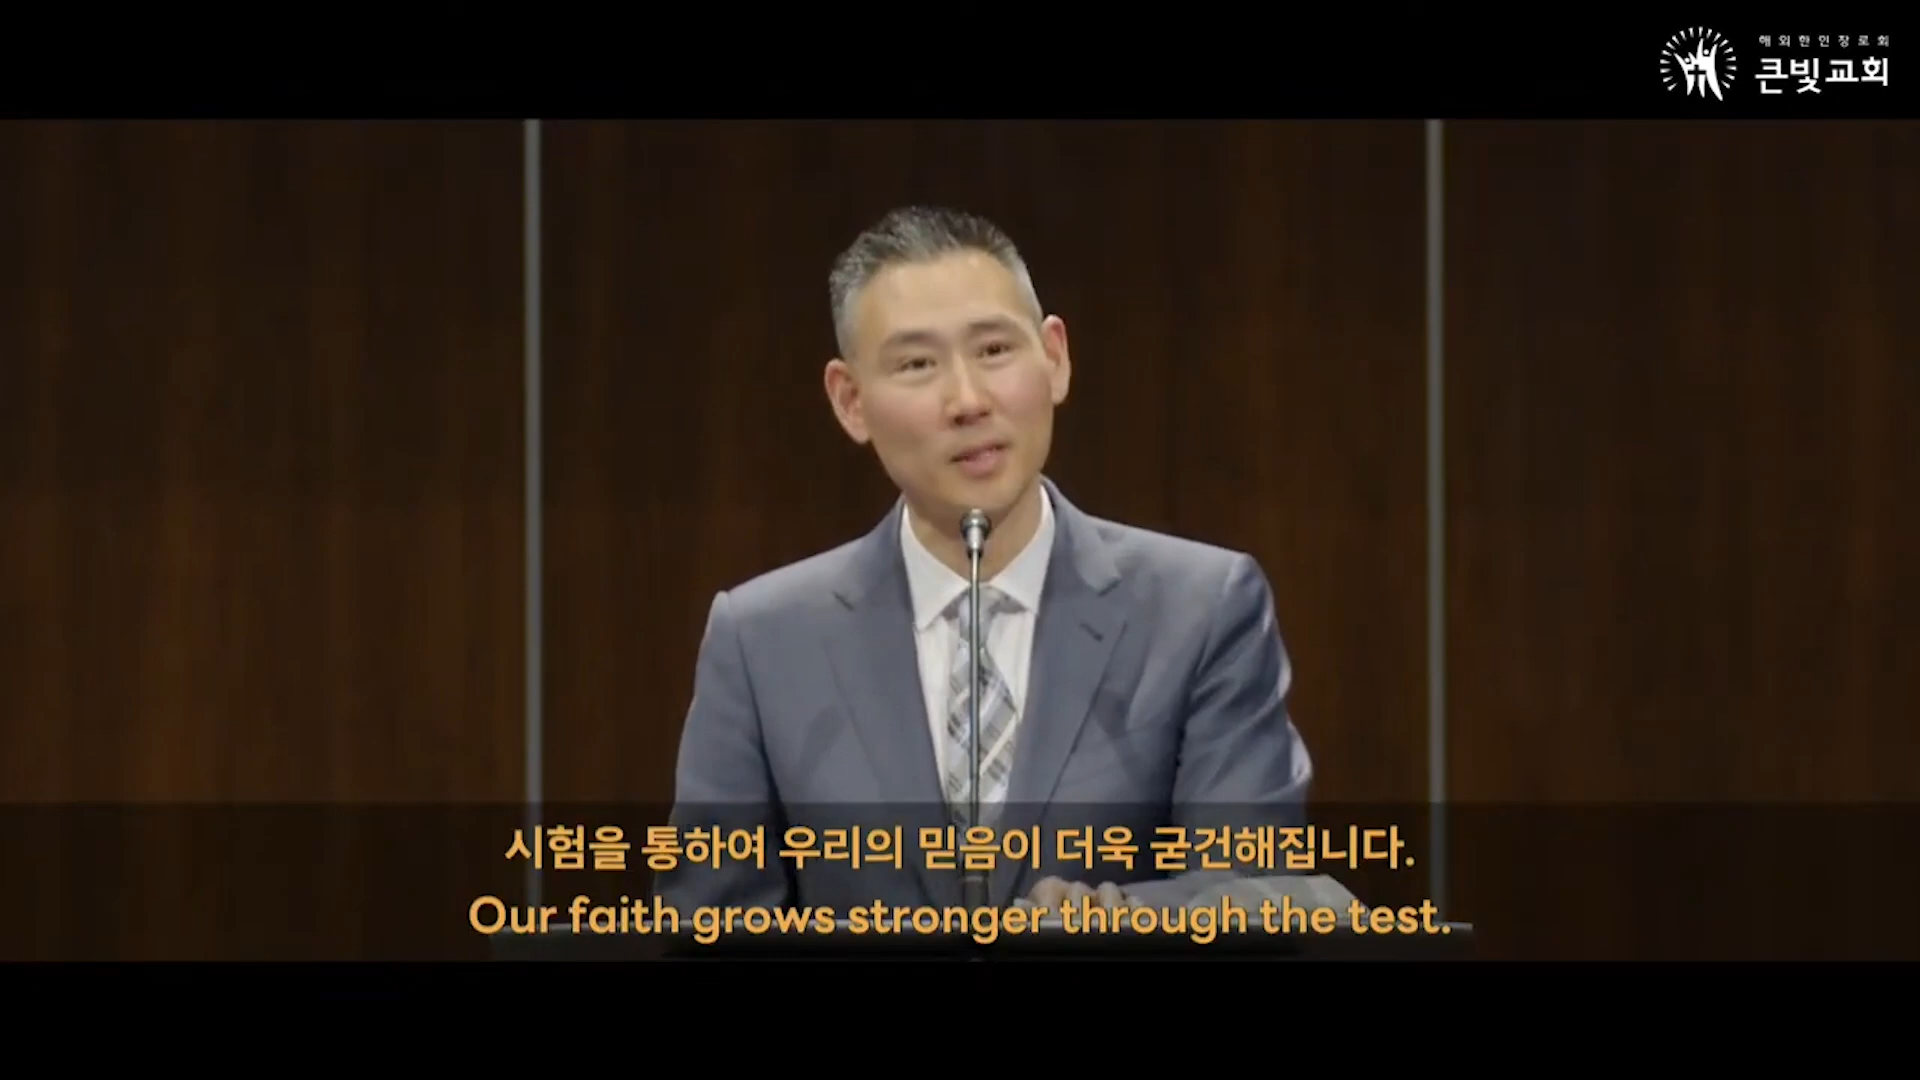 해외한인장로회
큰빛교회
시험을 통하여 우리의 믿음이 더욱 굳건해집니다.
Our faith grows stronger through the test.